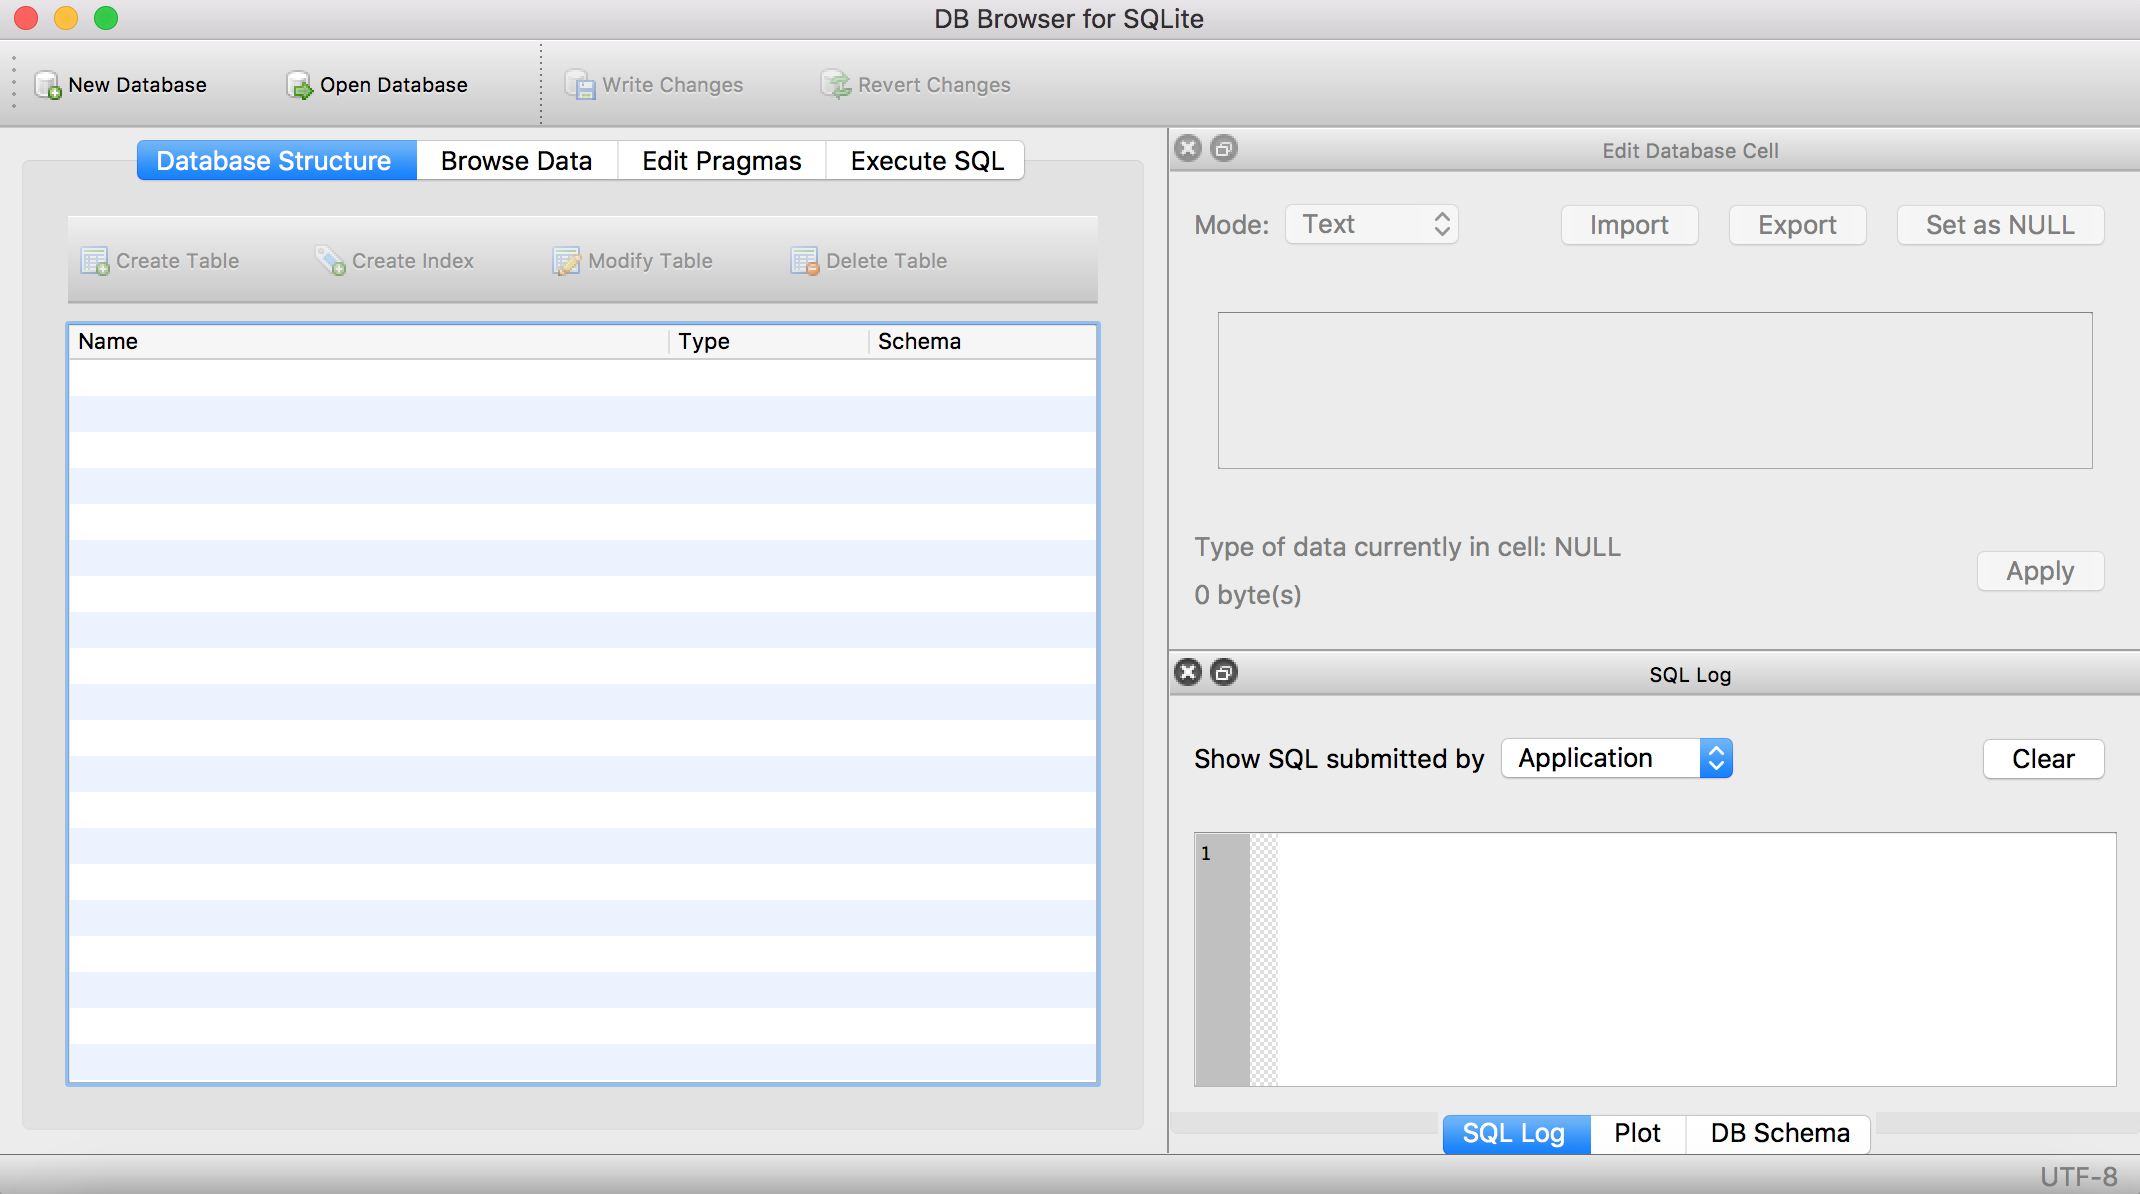 DB Browser for SQLite
New Database Open Database Write Changes Revert Changes
Database Structure Browse Data Edit Pragmas Execute SQL
Create Table Create Index Modify Table Delete Table
Name Type Schema
Edit Database Cell
Mode: Text Import Export Set as NULL
Type of data currently in cell: NULL
0 byte(s)
Apply
SQL Log
Show SQL submitted by Application Clear
1
SQL Log Plot DB Schema
UTF-8